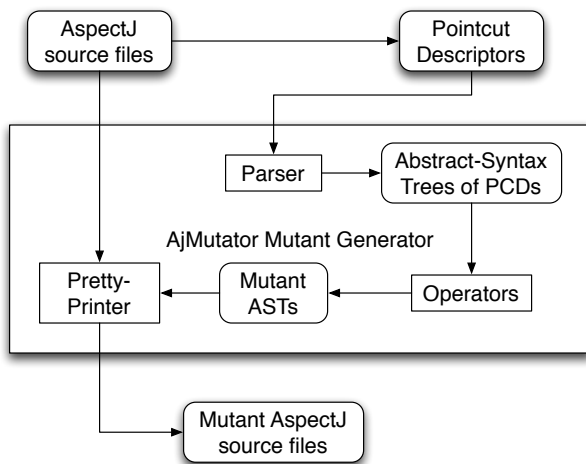 AspectJ
source files
Pointcut
Descriptors
Parser
Abstract-Syntax
Trees of PCDs
AjMutator Mutant Generator
Pretty-
Printer
Mutant
ASTs
Operators
Mutant AspectJ
source files